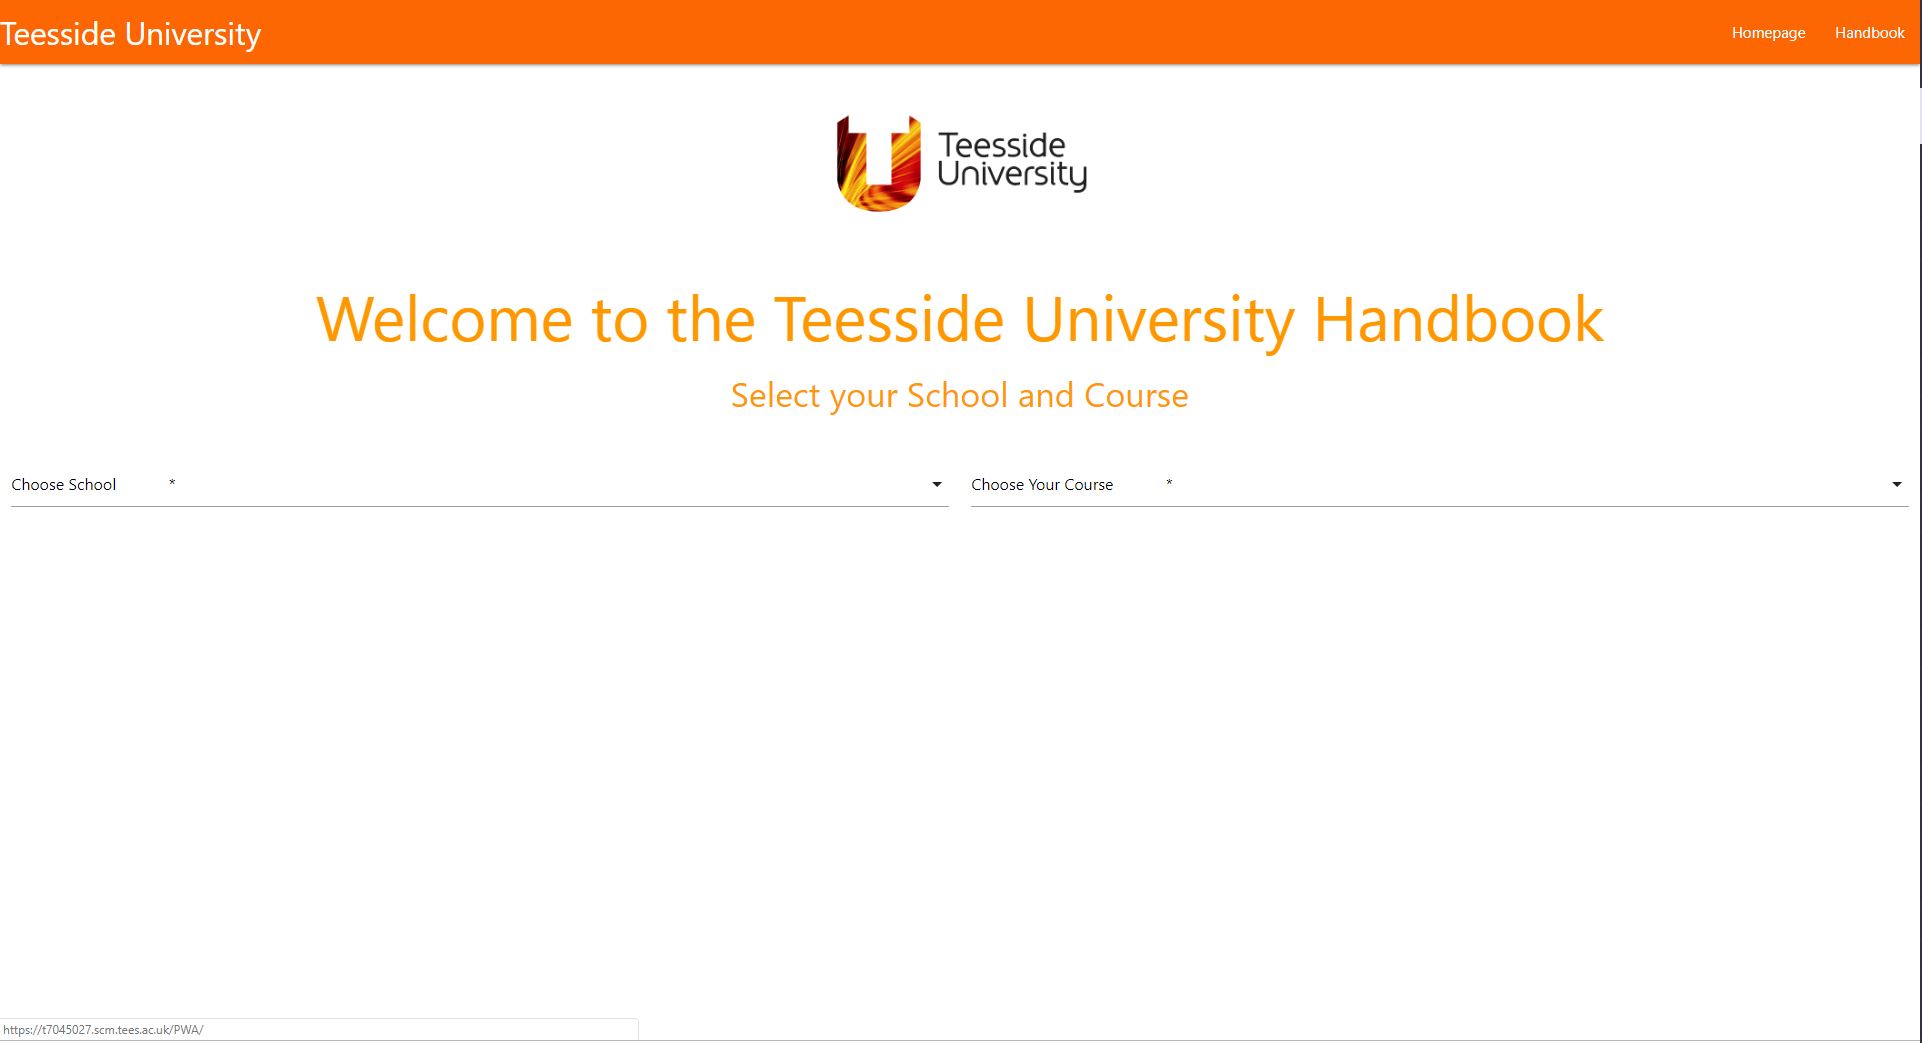 Teesside University
Homepage Handbook
Teesside
University
Welcome to the Teesside University Handbook
Select your School and Course
Choose School *
Choose Your Course *
https://t7045027.scm.tees.ac.uk/PWA/